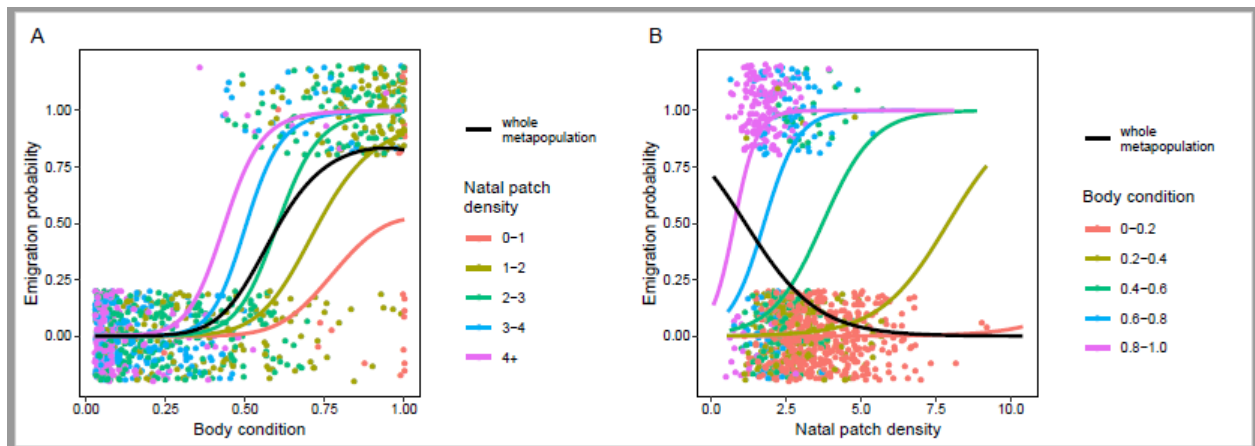 A
Emigration probability
1.00
0.75
0.50
0.25
0.00
0.00
0.25
0.50
0.75
1.00
Body condition
whole
metapopulation
Natal patch
density
0-1
1-2
2-3
3-4
4+
B
Emigration probability
1.00
0.75
0.50
0.25
0.00
0.0
2.5
5.0
7.5
10.0
Natal patch density
whole
metapopulation
Body condition
0-0.2
0.2-0.4
0.4-0.6
0.6-0.8
0.8-1.0